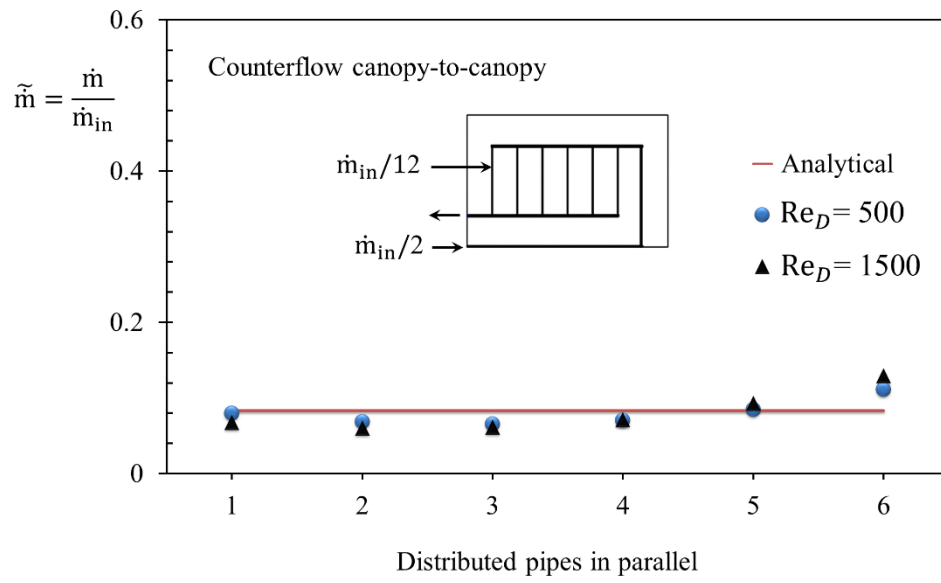 0.6
Counterflow canopy-to-canopy
m̃̇ = ṁ / ṁin
ṁin/12
Analytical
0.4
ReD = 500
ṁin/2
ReD = 1500
0.2
0
1 2 3 4 5 6
Distributed pipes in parallel